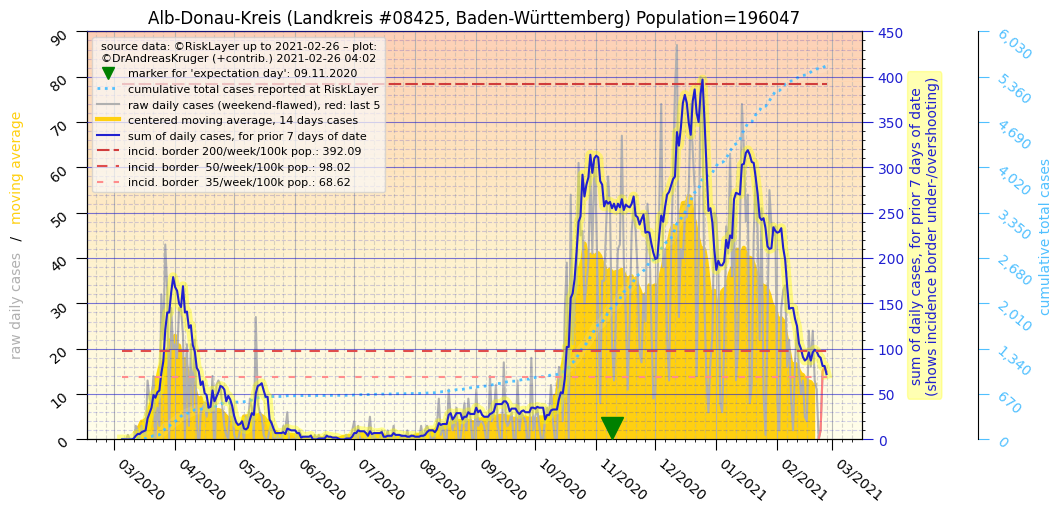 Alb-Donau-Kreis (Landkreis #08425, Baden-Württemberg) Population=196047
source data: ©RiskLayer up to 2021-02-26 – plot:
©DrAndreasKruger (+contrib.) 2021-02-26 04:02
marker for 'expectation day': 09.11.2020
cumulative total cases reported at RiskLayer
raw daily cases (weekend-flawed), red: last 5
centered moving average, 14 days cases
sum of daily cases, for prior 7 days of date
incid. border 200/week/100k pop.: 392.09
incid. border  50/week/100k pop.: 98.02
incid. border  35/week/100k pop.: 68.62
raw daily cases / moving average
90
80
70
60
50
40
30
20
10
0
03/2020
04/2020
05/2020
06/2020
07/2020
08/2020
09/2020
10/2020
11/2020
12/2020
01/2021
02/2021
03/2021
450
400
350
300
250
200
150
100
50
0
sum of daily cases, for prior 7 days of date
(shows incidence border under-/overshooting)
6,030
5,360
4,690
4,020
3,350
2,680
2,010
1,340
670
0
cumulative total cases